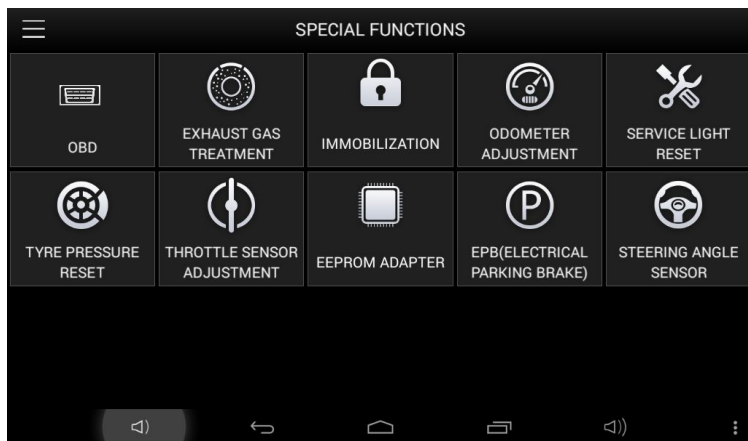 SPECIAL FUNCTIONS
OBD
EXHAUST GAS
TREATMENT
IMMOBILIZATION
ODOMETER
ADJUSTMENT
SERVICE LIGHT
RESET
TYRE PRESSURE
RESET
THROTTLE SENSOR
ADJUSTMENT
EEPROM ADAPTER
P
EPB(ELECTRICAL
PARKING BRAKE)
STEERING ANGLE
SENSOR